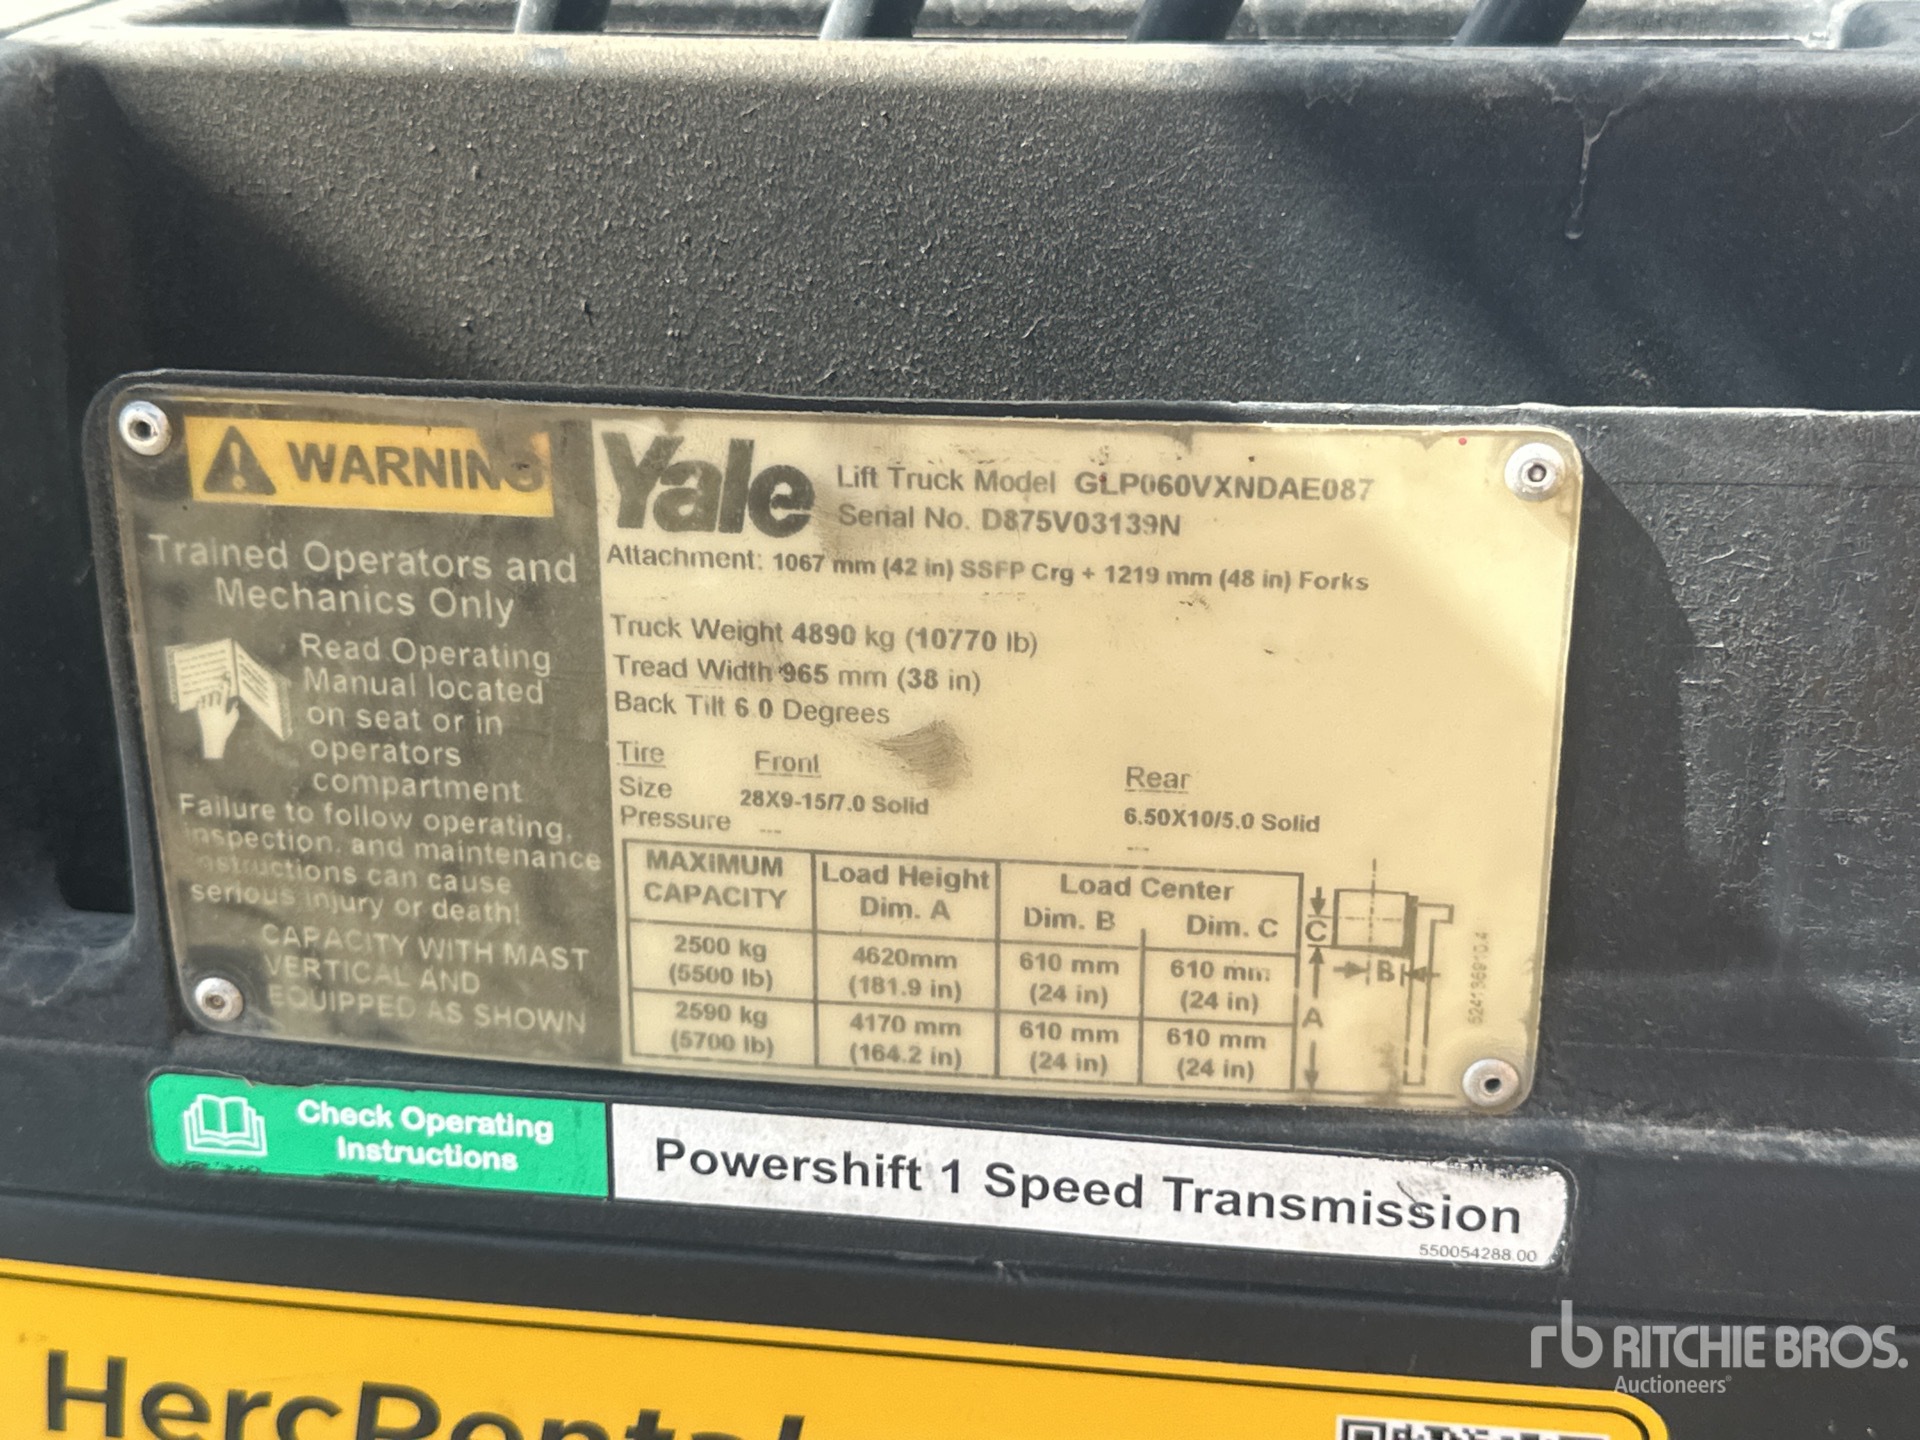 WARNING
Trained Operators and
Mechanics Only
Read Operating
Manual located
on seat or in
operators
compartment
Failure to follow operating,
inspection, and maintenance
instructions can cause
serious injury or death!
CAPACITY WITH MAST
VERTICAL AND
EQUIPPED AS SHOWN
Yale
Lift Truck Model GLP060VXNDAE087
Serial No. D875V03139N
Attachment: 1067 mm (42 in) SSFP Crg + 1219 mm (48 in) Forks
Truck Weight 4890 kg (10770 lb)
Tread Width 965 mm (38 in)
Back Tilt 6.0 Degrees
Tire Front Rear
Size 28X9-15/7.0 Solid 6.50X10/5.0 Solid
Pressure --- ---
MAXIMUM CAPACITY Load Height Dim. A Load Center Dim. B Dim. C
2500 kg 4620mm 610 mm 610 mm
(5500 lb) (181.9 in) (24 in) (24 in)
2590 kg 4170 mm 610 mm 610 mm
(5700 lb) (164.2 in) (24 in) (24 in)
C
B
A
524136910.4
Check Operating
Instructions
Powershift 1 Speed Transmission
550054288.00
HercRental
rb RITCHIE BROS.
Auctioneers